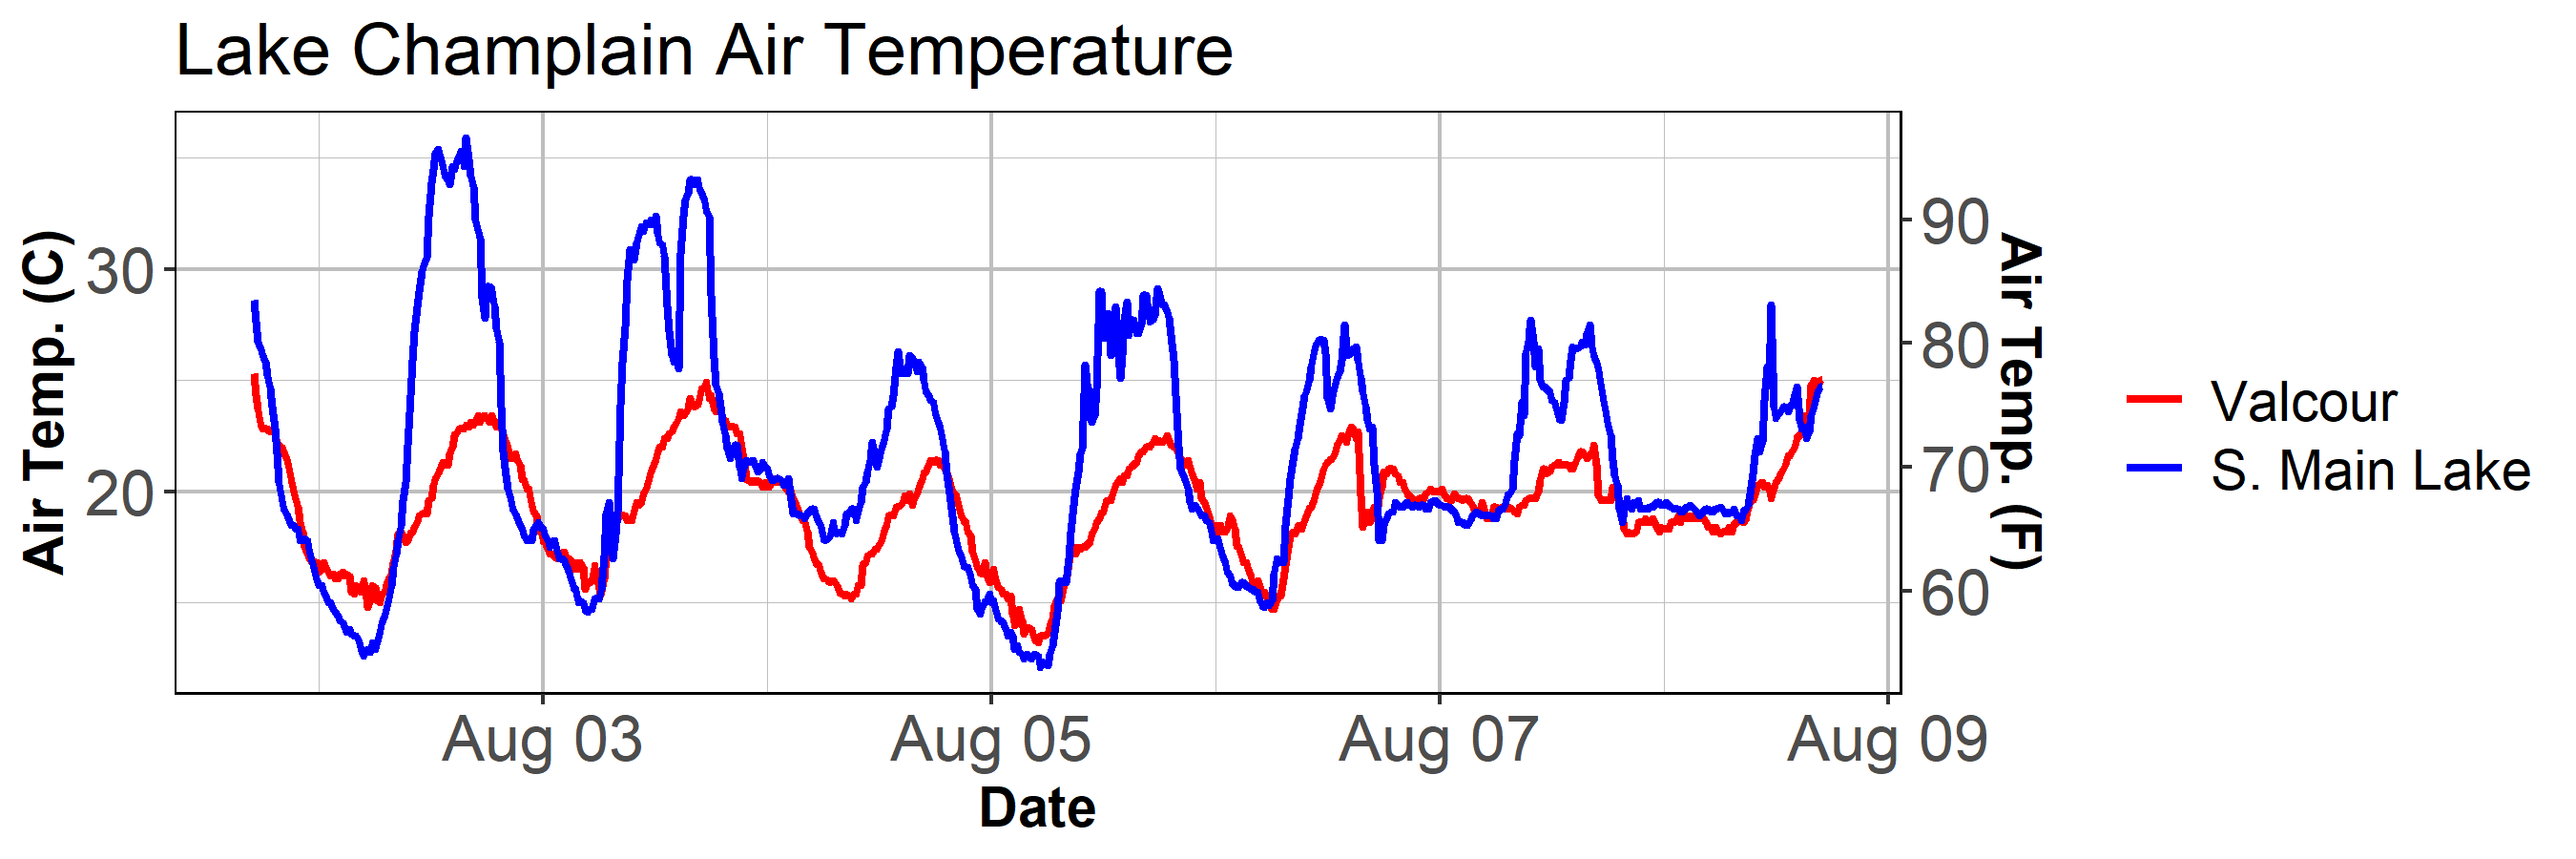 Lake Champlain Air Temperature
Air Temp. (C)
30
20
90
80
70
60
Air Temp. (F)
Valcour
S. Main Lake
Aug 03
Aug 05
Aug 07
Aug 09
Date